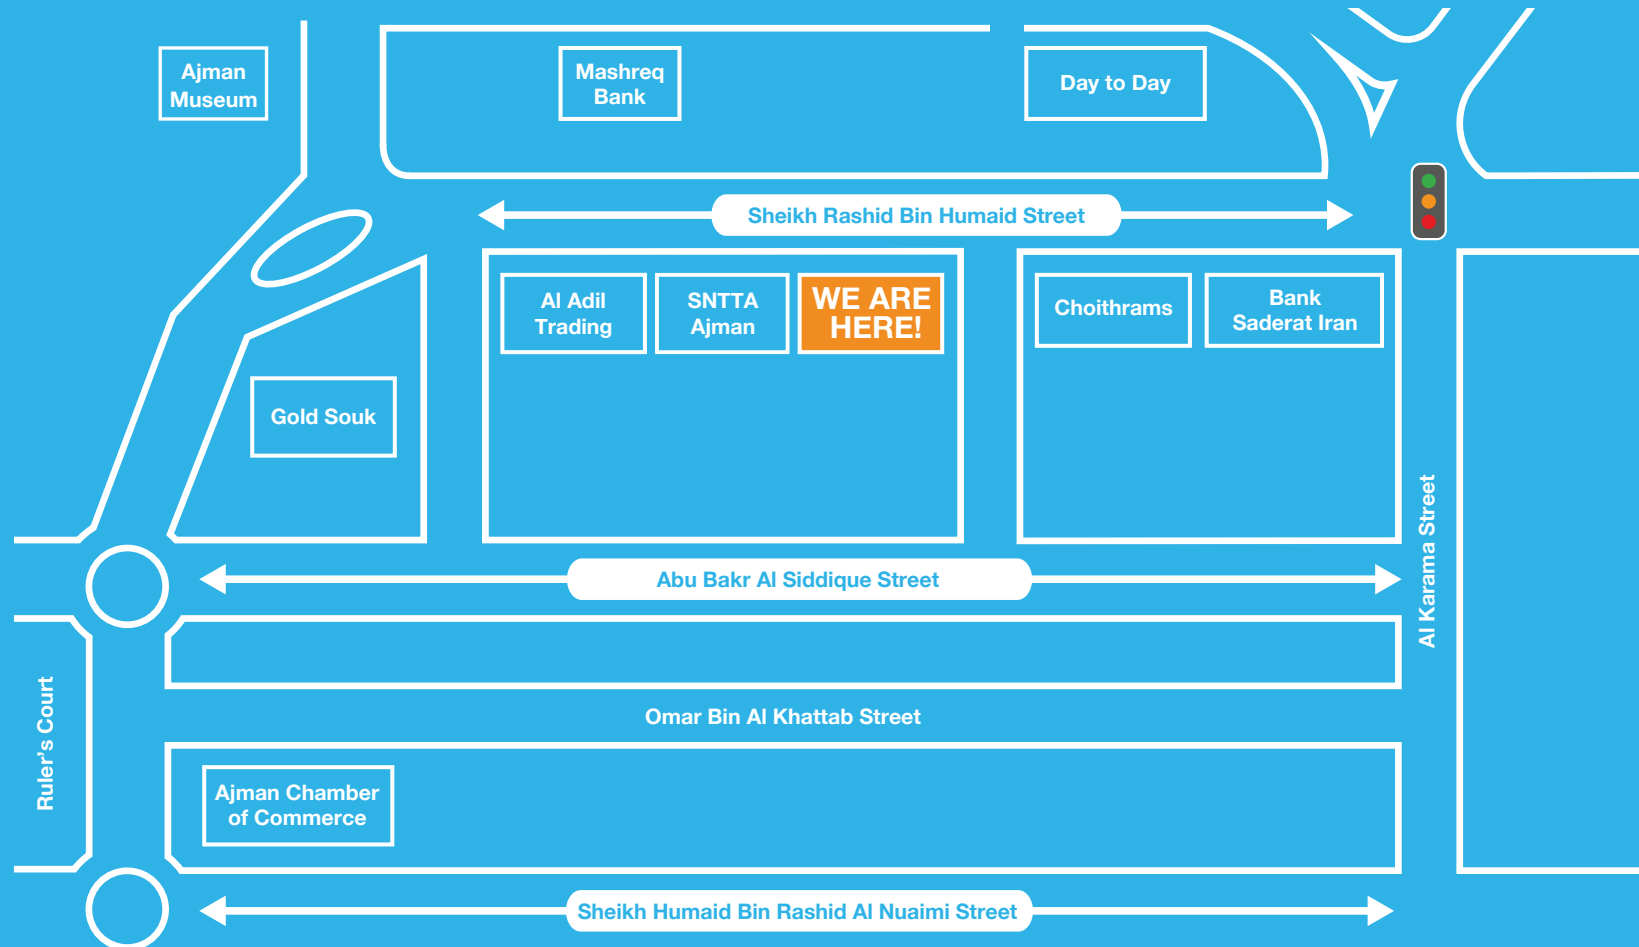 Ajman
Museum
Mashreq
Bank
Day to Day
Sheikh Rashid Bin Humaid Street
Al Adil
Trading
SNTTA
Ajman
WE ARE
HERE!
Choithrams
Bank
Saderat Iran
Gold Souk
Al Karama Street
Abu Bakr Al Siddique Street
Ruler's Court
Omar Bin Al Khattab Street
Ajman Chamber
of Commerce
Sheikh Humaid Bin Rashid Al Nuaimi Street